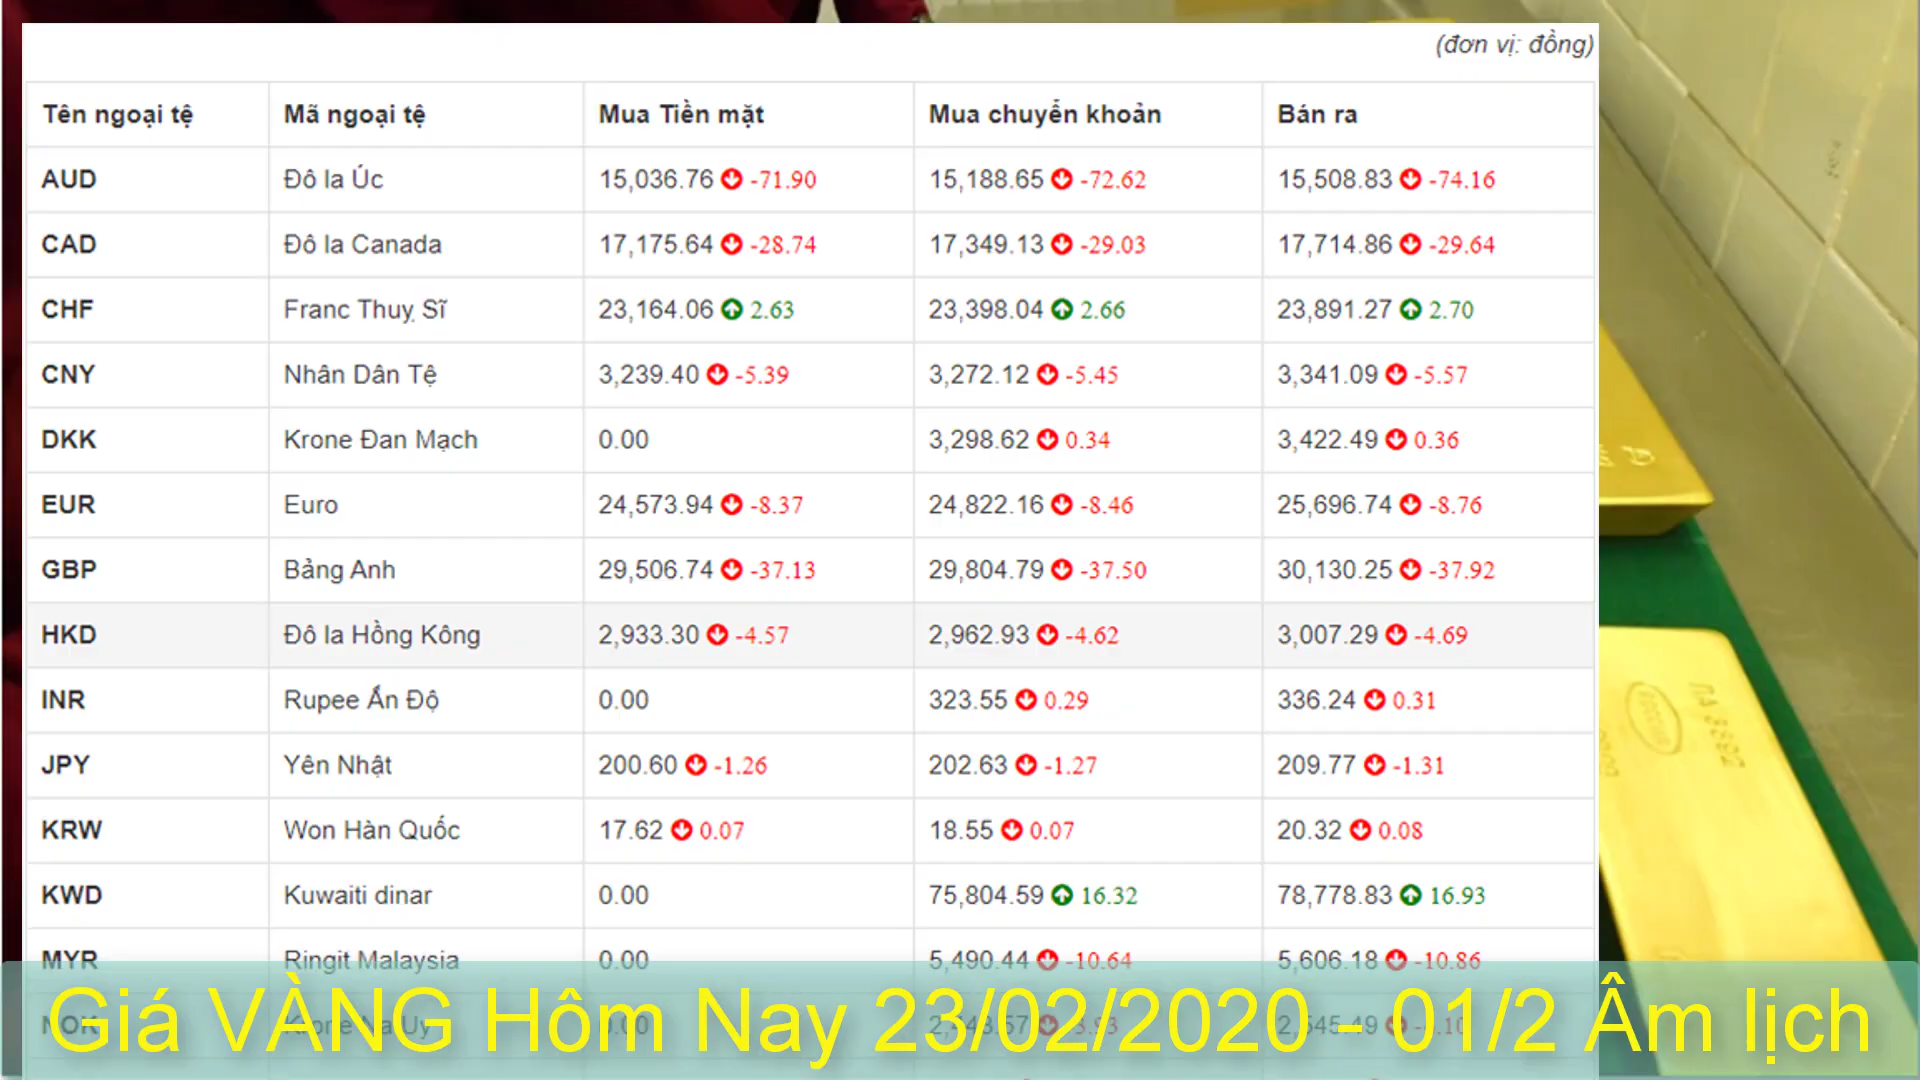 (đơn vị: đồng)
Tên ngoại tệ Mã ngoại tệ Mua Tiền mặt Mua chuyển khoản Bán ra
AUD Đô la Úc 15,036.76 -71.90 15,188.65 -72.62 15,508.83 -74.16
CAD Đô la Canada 17,175.64 -28.74 17,349.13 -29.03 17,714.86 -29.64
CHF Franc Thuỵ Sĩ 23,164.06 2.63 23,398.04 2.66 23,891.27 2.70
CNY Nhân Dân Tệ 3,239.40 -5.39 3,272.12 -5.45 3,341.09 -5.57
DKK Krone Đan Mạch 0.00 3,298.62 0.34 3,422.49 0.36
EUR Euro 24,573.94 -8.37 24,822.16 -8.46 25,696.74 -8.76
GBP Bảng Anh 29,506.74 -37.13 29,804.79 -37.50 30,130.25 -37.92
HKD Đô la Hồng Kông 2,933.30 -4.57 2,962.93 -4.62 3,007.29 -4.69
INR Rupee Ấn Độ 0.00 323.55 0.29 336.24 0.31
JPY Yên Nhật 200.60 -1.26 202.63 -1.27 209.77 -1.31
KRW Won Hàn Quốc 17.62 0.07 18.55 0.07 20.32 0.08
KWD Kuwaiti dinar 0.00 75,804.59 16.32 78,778.83 16.93
MYR Ringit Malaysia 0.00 5,490.44 -10.64 5,606.18 -10.86
NOK Krone Na Uy 0.00
Giá VÀNG Hôm Nay 23/02/2020 - 01/2 Âm lịch